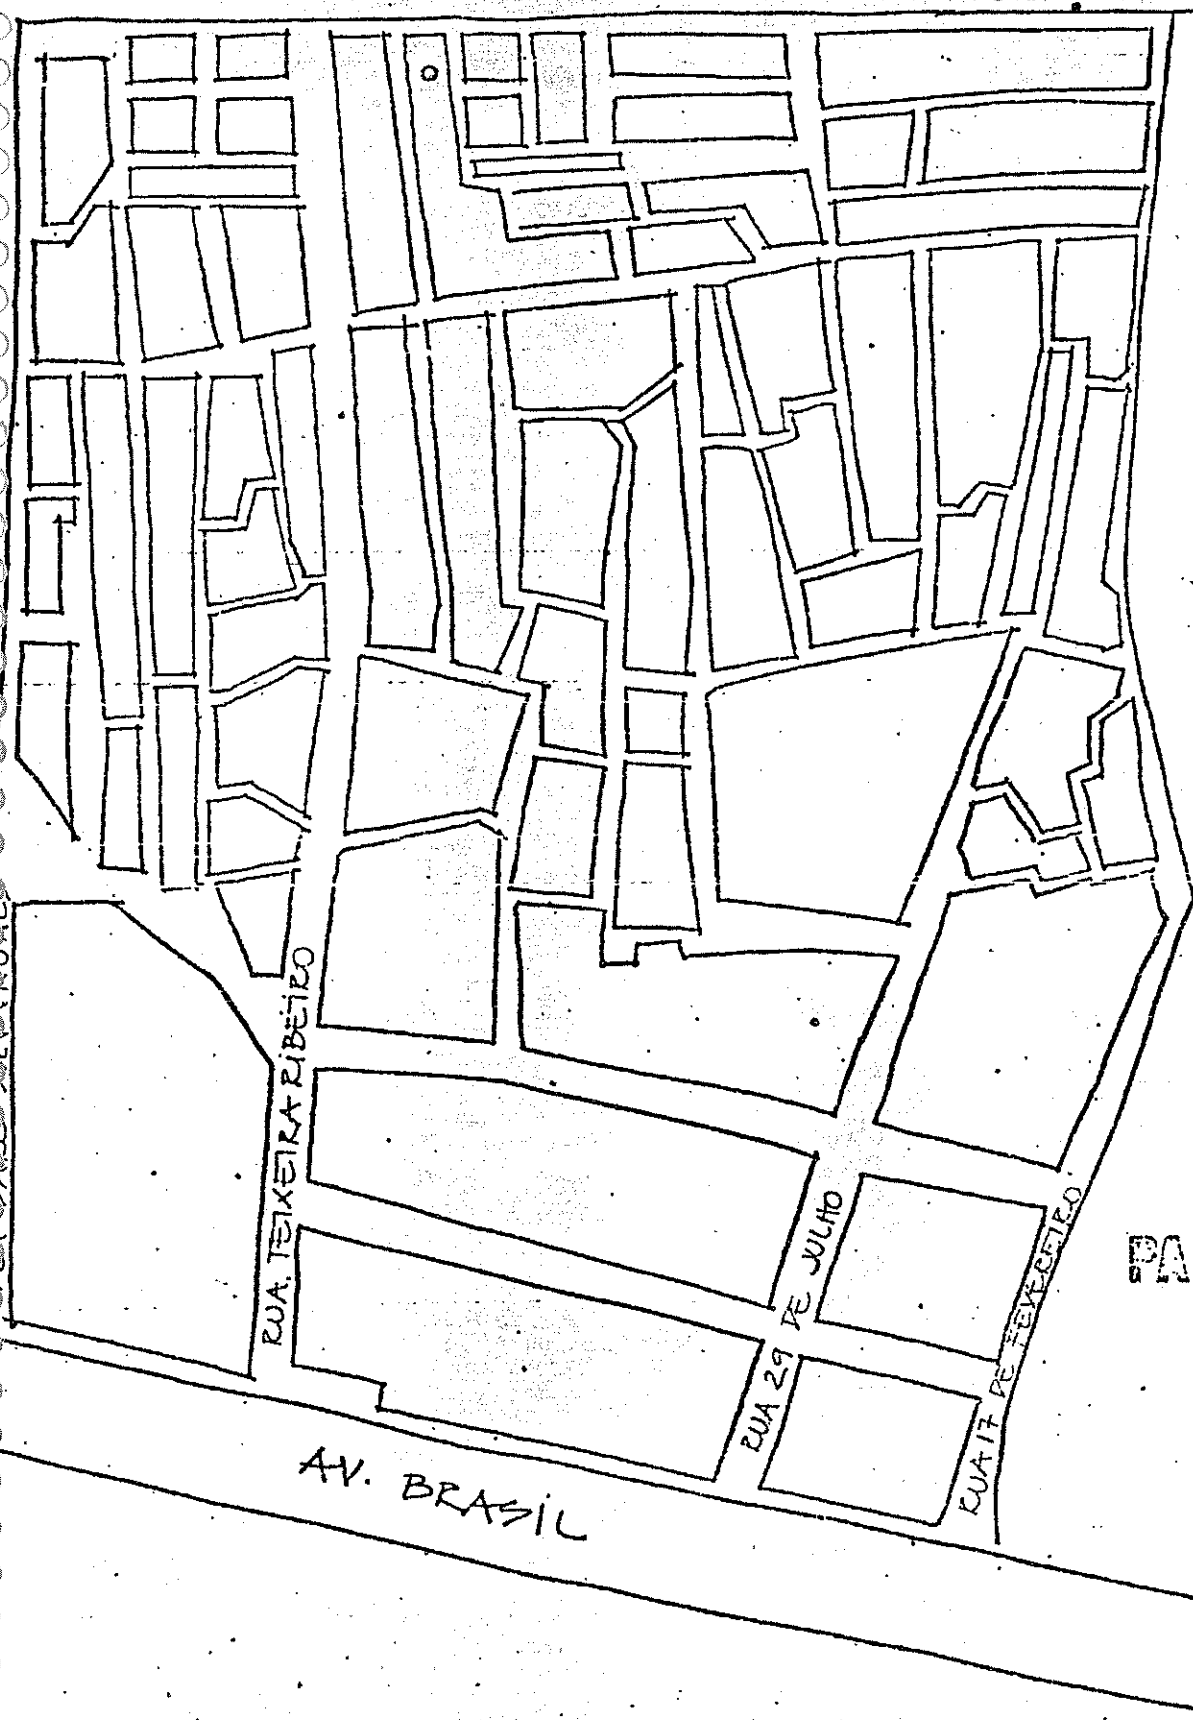 RUA. TEIXEIRA RIBEIRO
RUA 29 DE JULHO
RUA 17 DE FEVEREIRO
PA
AV. BRASIL